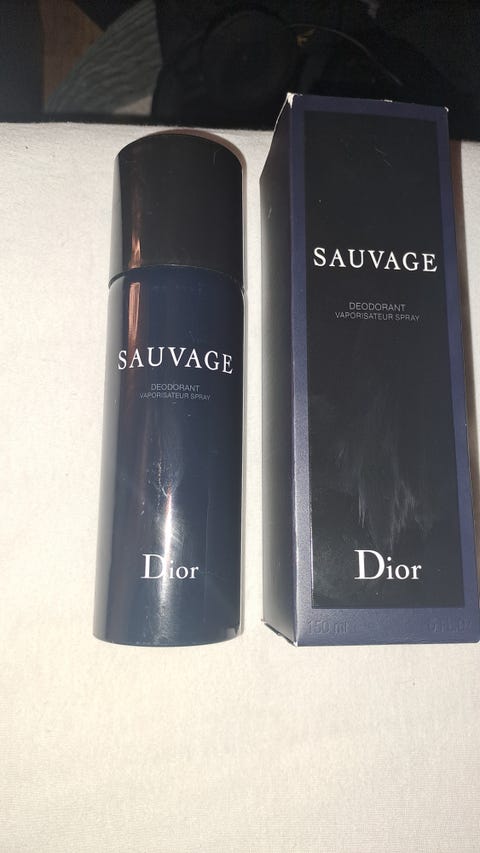 SAUVAGE
DEODORANT
VAPORISATEUR SPRAY
Dior
SAUVAGE
DEODORANT
VAPORISATEUR SPRAY
Dior
150 ml